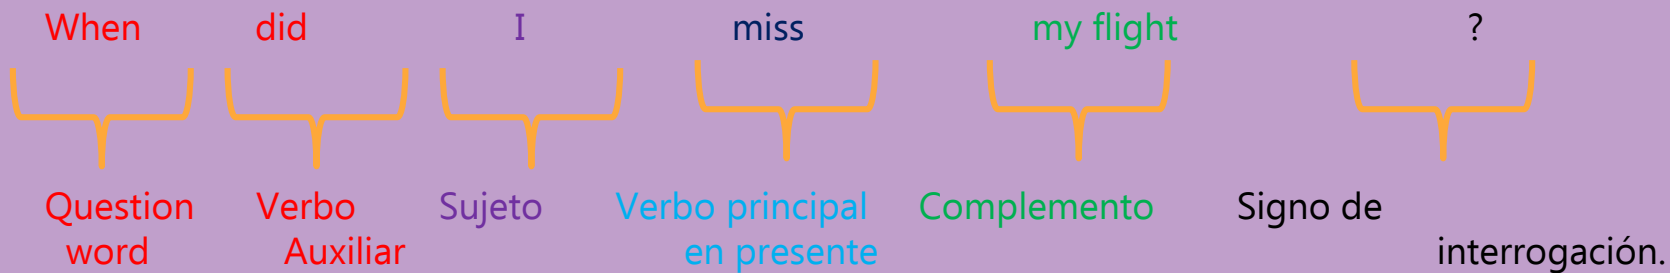 When did I miss my flight ?
Question Verbo Sujeto Verbo principal Complemento Signo de
word Auxiliar en presente interrogación.